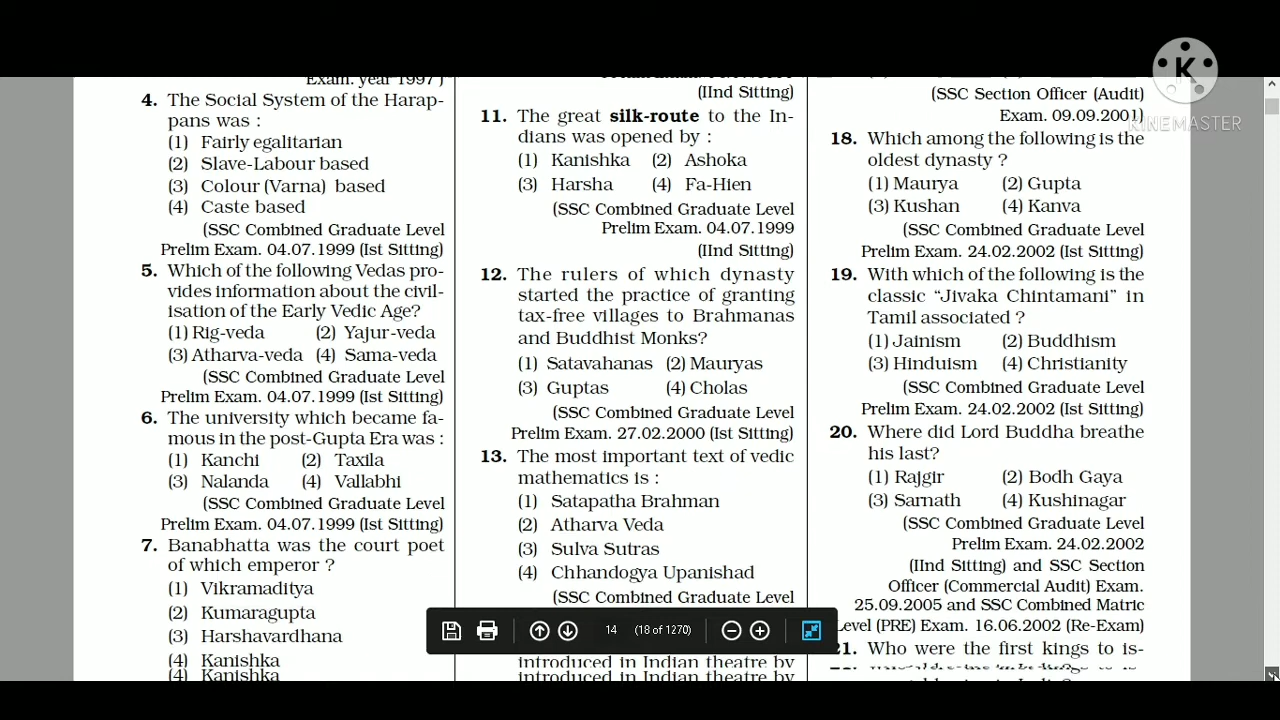 Exam. year 1997 )
4. The Social System of the Harap-
pans was :
(1) Fairly egalitarian
(2) Slave-Labour based
(3) Colour (Varna) based
(4) Caste based
(SSC Combined Graduate Level
Prelim Exam. 04.07.1999 (Ist Sitting)
5. Which of the following Vedas pro-
vides information about the civil-
isation of the Early Vedic Age?
(1) Rig-veda (2) Yajur-veda
(3) Atharva-veda (4) Sama-veda
(SSC Combined Graduate Level
Prelim Exam. 04.07.1999 (Ist Sitting)
6. The university which became fa-
mous in the post-Gupta Era was :
(1) Kanchi (2) Taxila
(3) Nalanda (4) Vallabhi
(SSC Combined Graduate Level
Prelim Exam. 04.07.1999 (Ist Sitting)
7. Banabhatta was the court poet
of which emperor ?
(1) Vikramaditya
(2) Kumaragupta
(3) Harshavardhana
(4) Kanishka
(4) Kanishka
(IInd Sitting)
11. The great silk-route to the In-
dians was opened by :
(1) Kanishka (2) Ashoka
(3) Harsha (4) Fa-Hien
(SSC Combined Graduate Level
Prelim Exam. 04.07.1999
(IInd Sitting)
12. The rulers of which dynasty
started the practice of granting
tax-free villages to Brahmanas
and Buddhist Monks?
(1) Satavahanas (2) Mauryas
(3) Guptas (4) Cholas
(SSC Combined Graduate Level
Prelim Exam. 27.02.2000 (Ist Sitting)
13. The most important text of vedic
mathematics is :
(1) Satapatha Brahman
(2) Atharva Veda
(3) Sulva Sutras
(4) Chhandogya Upanishad
(SSC Combined Graduate Level
14 (18 of 1270)
introduced in Indian theatre by
introduced in Indian theatre by
K
KINEMASTER
(SSC Section Officer (Audit)
Exam. 09.09.2001)
18. Which among the following is the
oldest dynasty ?
(1) Maurya (2) Gupta
(3) Kushan (4) Kanva
(SSC Combined Graduate Level
Prelim Exam. 24.02.2002 (Ist Sitting)
19. With which of the following is the
classic “Jivaka Chintamani” in
Tamil associated ?
(1) Jainism (2) Buddhism
(3) Hinduism (4) Christianity
(SSC Combined Graduate Level
Prelim Exam. 24.02.2002 (Ist Sitting)
20. Where did Lord Buddha breathe
his last?
(1) Rajgir (2) Bodh Gaya
(3) Sarnath (4) Kushinagar
(SSC Combined Graduate Level
Prelim Exam. 24.02.2002
(IInd Sitting) and SSC Section
Officer (Commercial Audit) Exam.
25.09.2005 and SSC Combined Matric
Level (PRE) Exam. 16.06.2002 (Re-Exam)
21. Who were the first kings to is-